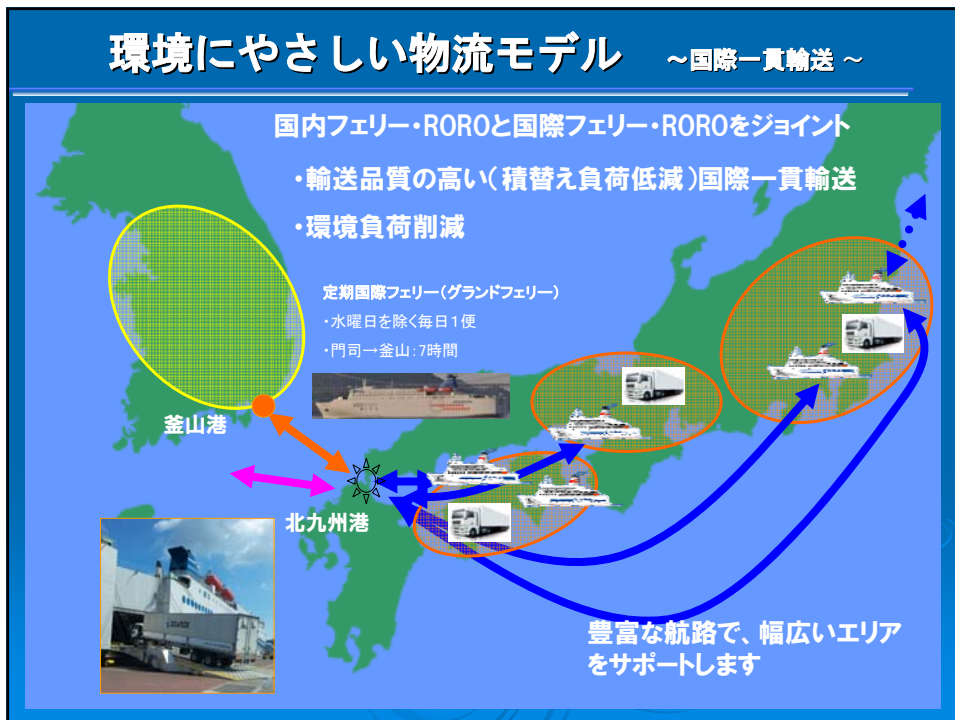 環境にやさしい物流モデル ～国際一貫輸送～
国内フェリー・ROROと国際フェリー・ROROをジョイント
・輸送品質の高い（積替え負荷低減）国際一貫輸送
・環境負荷削減
定期国際フェリー（グランドフェリー）
・水曜日を除く毎日１便
・門司→釜山：7時間
釜山港
北九州港
豊富な航路で、幅広いエリア
をサポートします